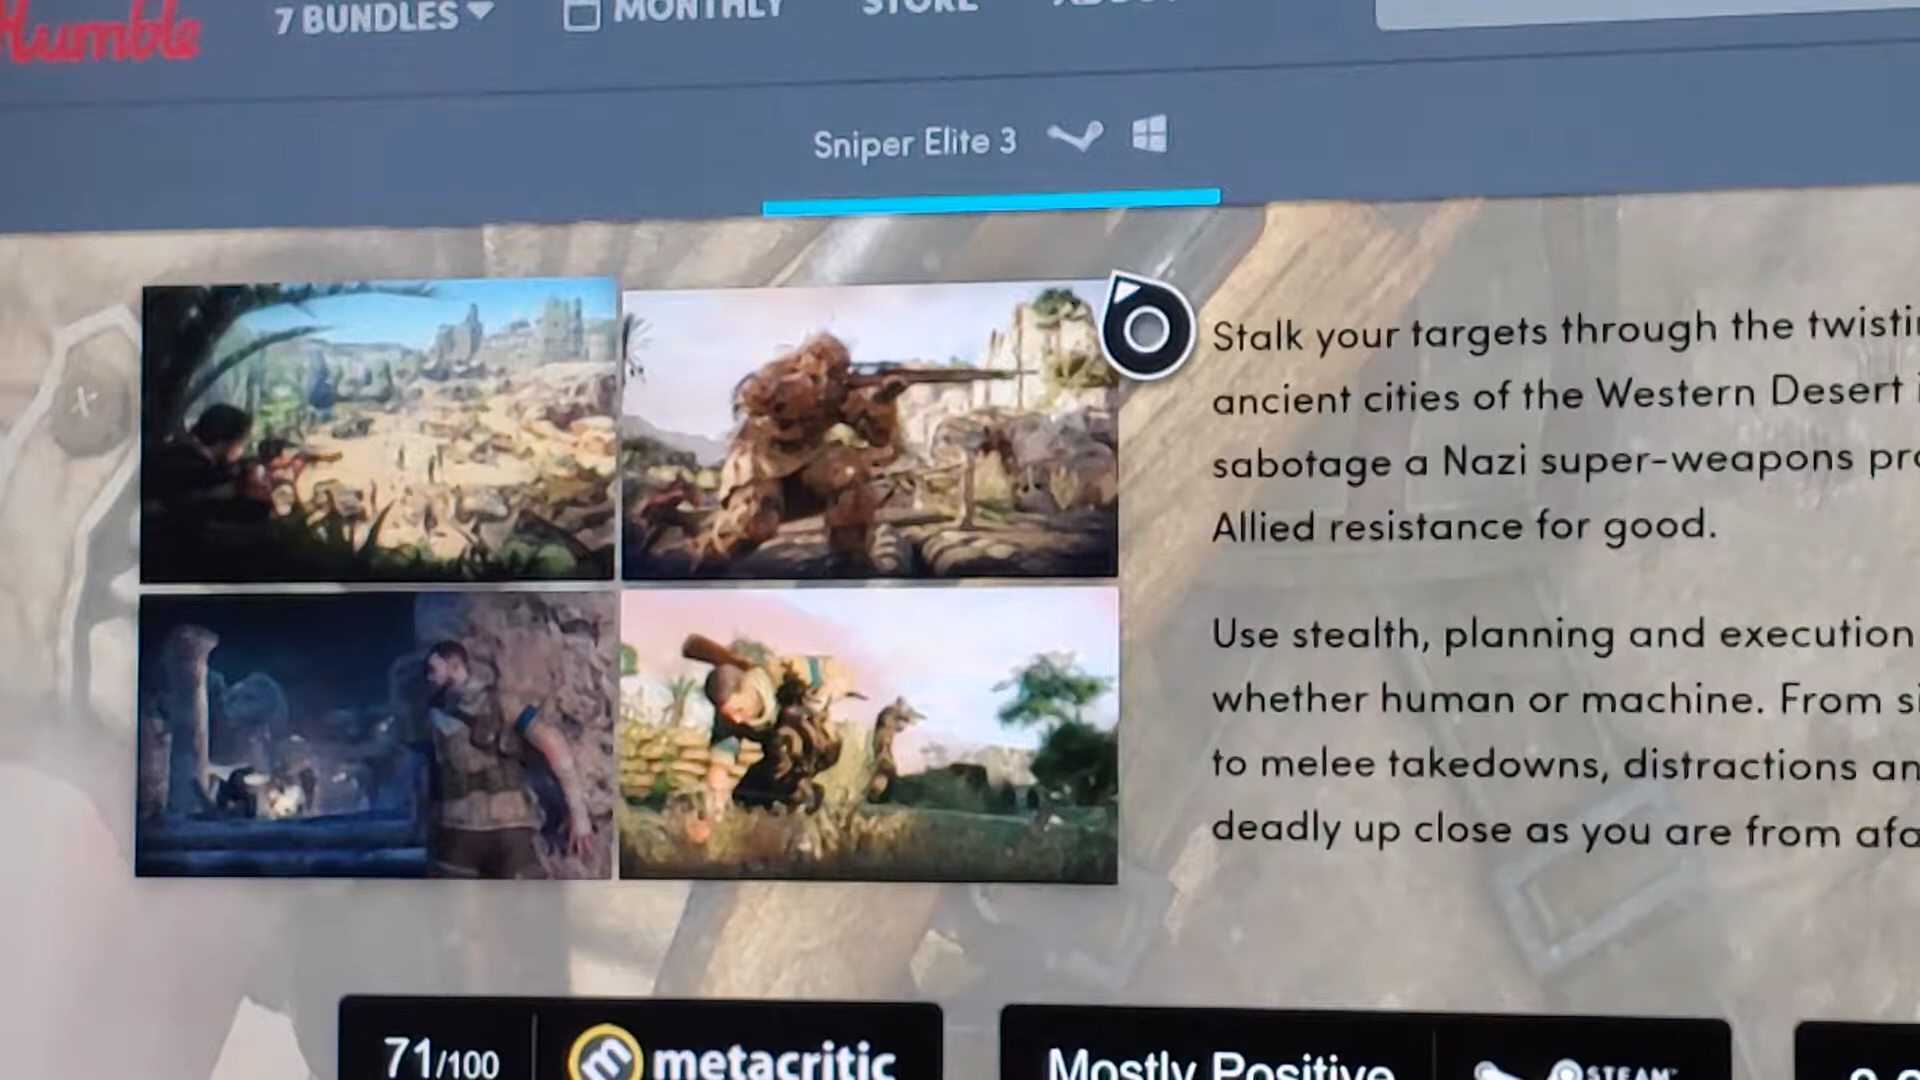 Humble
7 BUNDLES
MONTHLY
STORE
Sniper Elite 3
Stalk your targets through the
ancient cities of the Western Desert
sabotage a Nazi super-weapons
Allied resistance for good.
Use stealth, planning and execution
whether human or machine. From
to melee takedowns, distractions
deadly up close as you are from
71/100
metacritic
Mostly Positive
STEAM